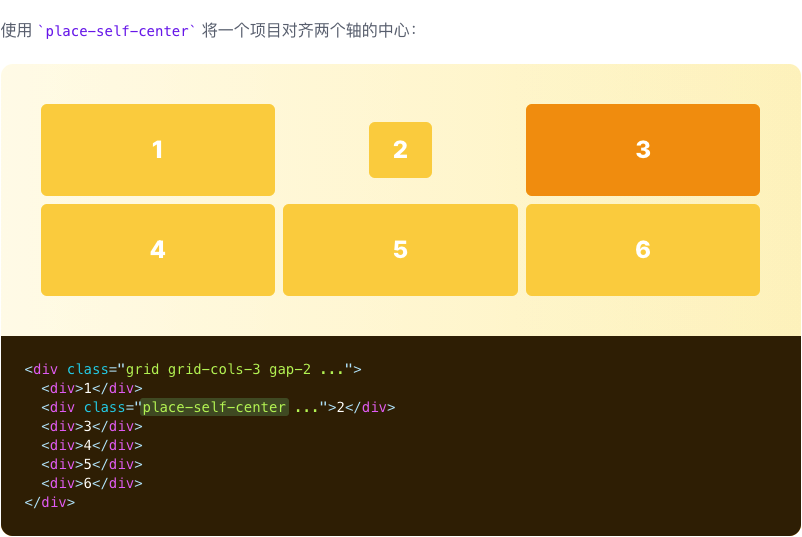 使用 `place-self-center` 将一个项目对齐两个轴的中心：
1
2
3
4
5
6
<div class="grid grid-cols-3 gap-2 ...">
  <div>1</div>
  <div class="place-self-center ...">2</div>
  <div>3</div>
  <div>4</div>
  <div>5</div>
  <div>6</div>
</div>